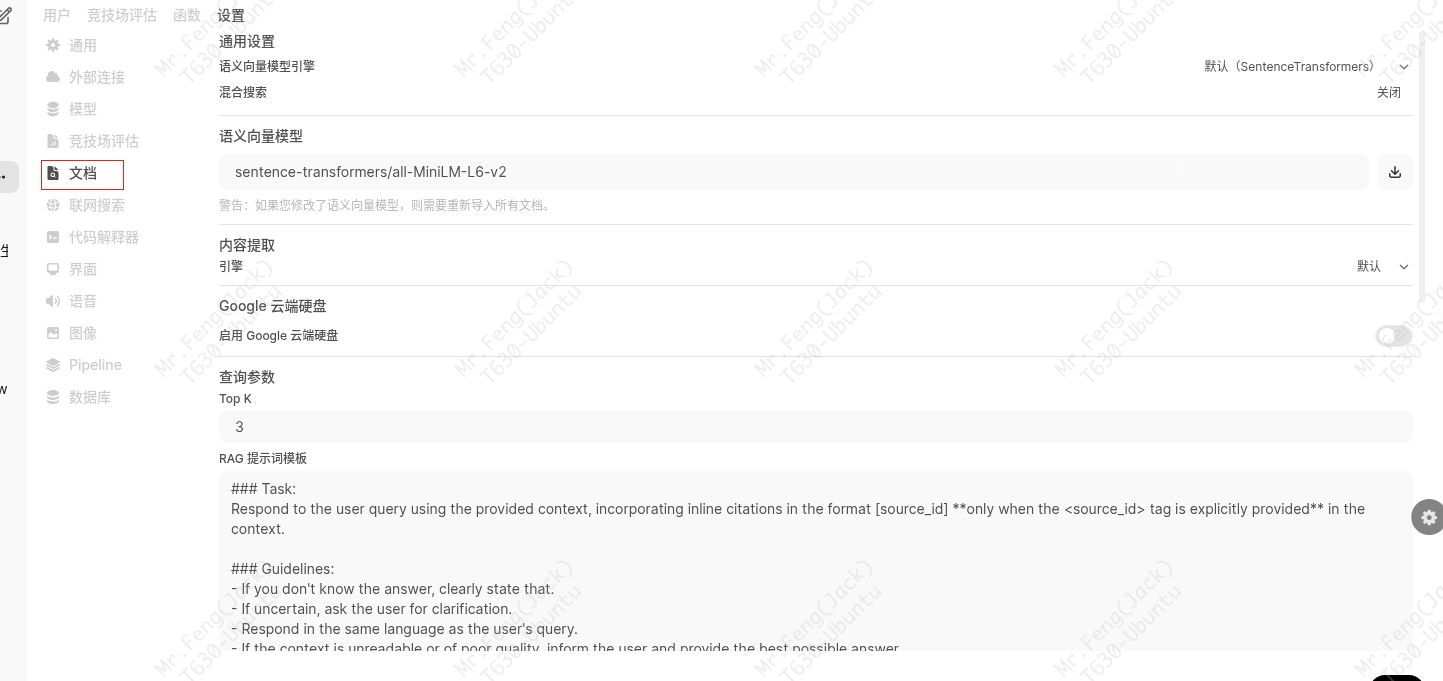 用户 竞技场评估 函数 设置
通用
外部连接
模型
竞技场评估
文档
联网搜索
代码解释器
界面
语音
图像
Pipeline
数据库
通用设置
语义向量模型引擎 默认（SentenceTransformers）
混合搜索 关闭
语义向量模型
sentence-transformers/all-MiniLM-L6-v2
警告：如果您修改了语义向量模型，则需要重新导入所有文档。
内容提取
引擎 默认
Google 云端硬盘
启用 Google 云端硬盘
查询参数
Top K
3
RAG 提示词模板
### Task:
Respond to the user query using the provided context, incorporating inline citations in the format [source_id] **only when the <source_id> tag is explicitly provided** in the
context.
### Guidelines:
- If you don't know the answer, clearly state that.
- If uncertain, ask the user for clarification.
- Respond in the same language as the user's query.
- If the context is unreadable or of poor quality, inform the user and provide the best possible answer.
Mr.Feng(Jack)
T630-Ubuntu